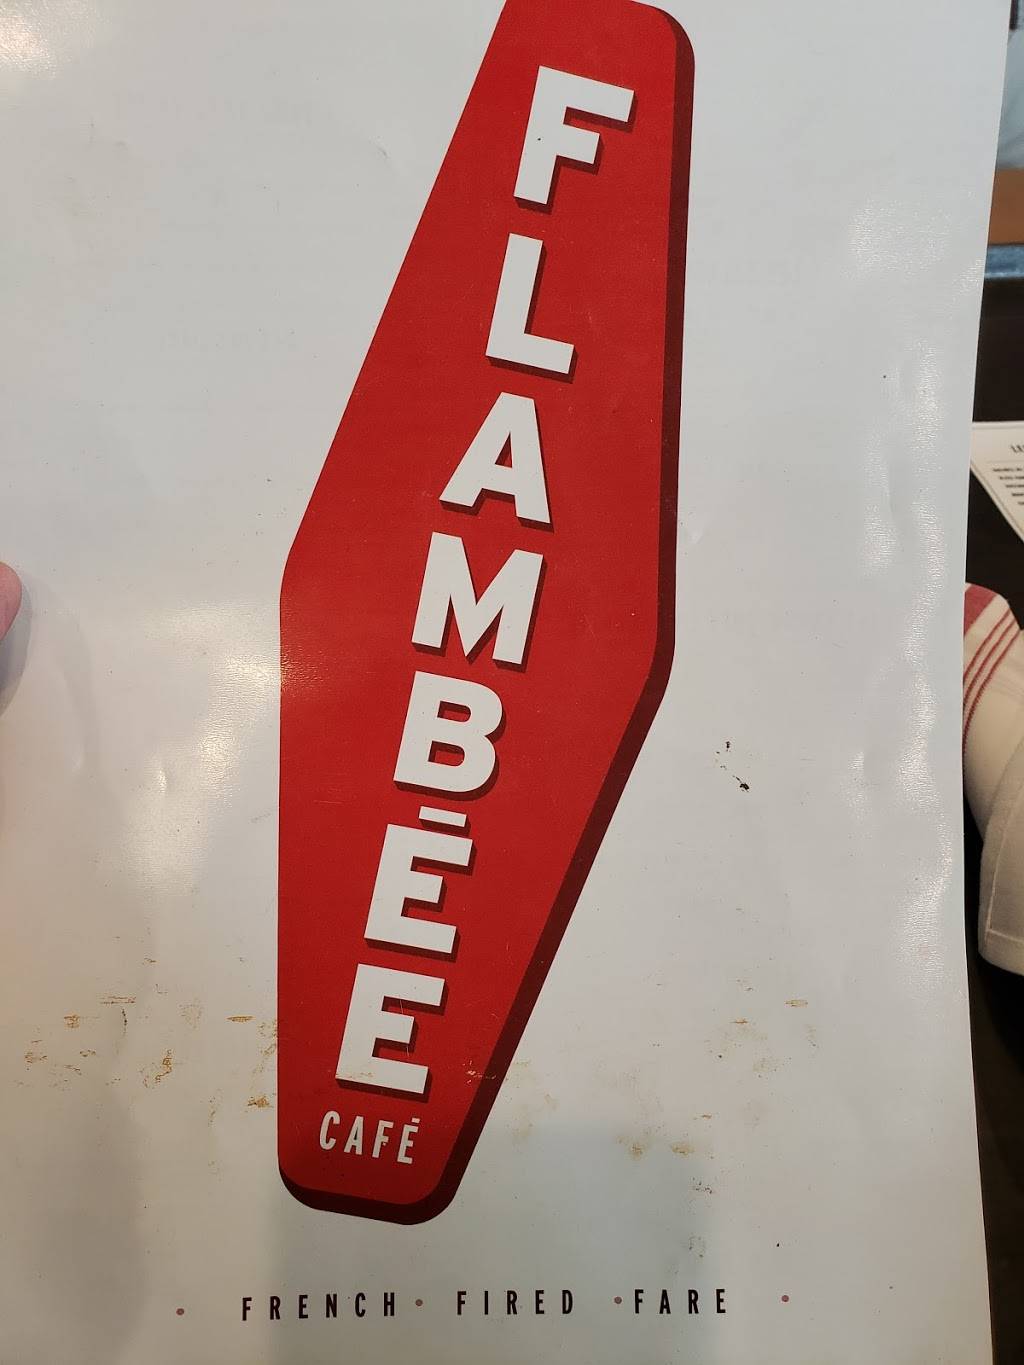 FLAMBÉE
CAFÉ
• FRENCH • FIRED • FARE •